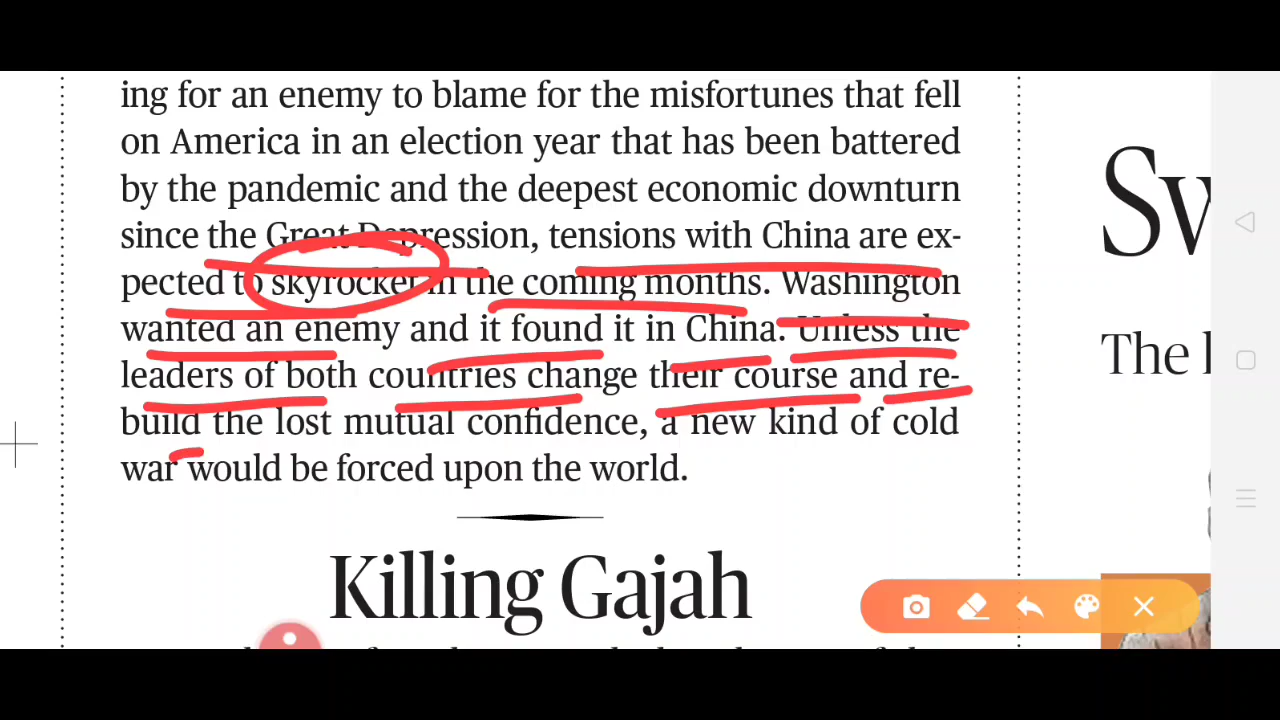 ing for an enemy to blame for the misfortunes that fell
on America in an election year that has been battered
by the pandemic and the deepest economic downturn
since the Great Depression, tensions with China are ex-
pected to skyrocket in the coming months. Washington
wanted an enemy and it found it in China. Unless the
leaders of both countries change their course and re-
build the lost mutual confidence, a new kind of cold
war would be forced upon the world.
Killing Gajah
Sw
The